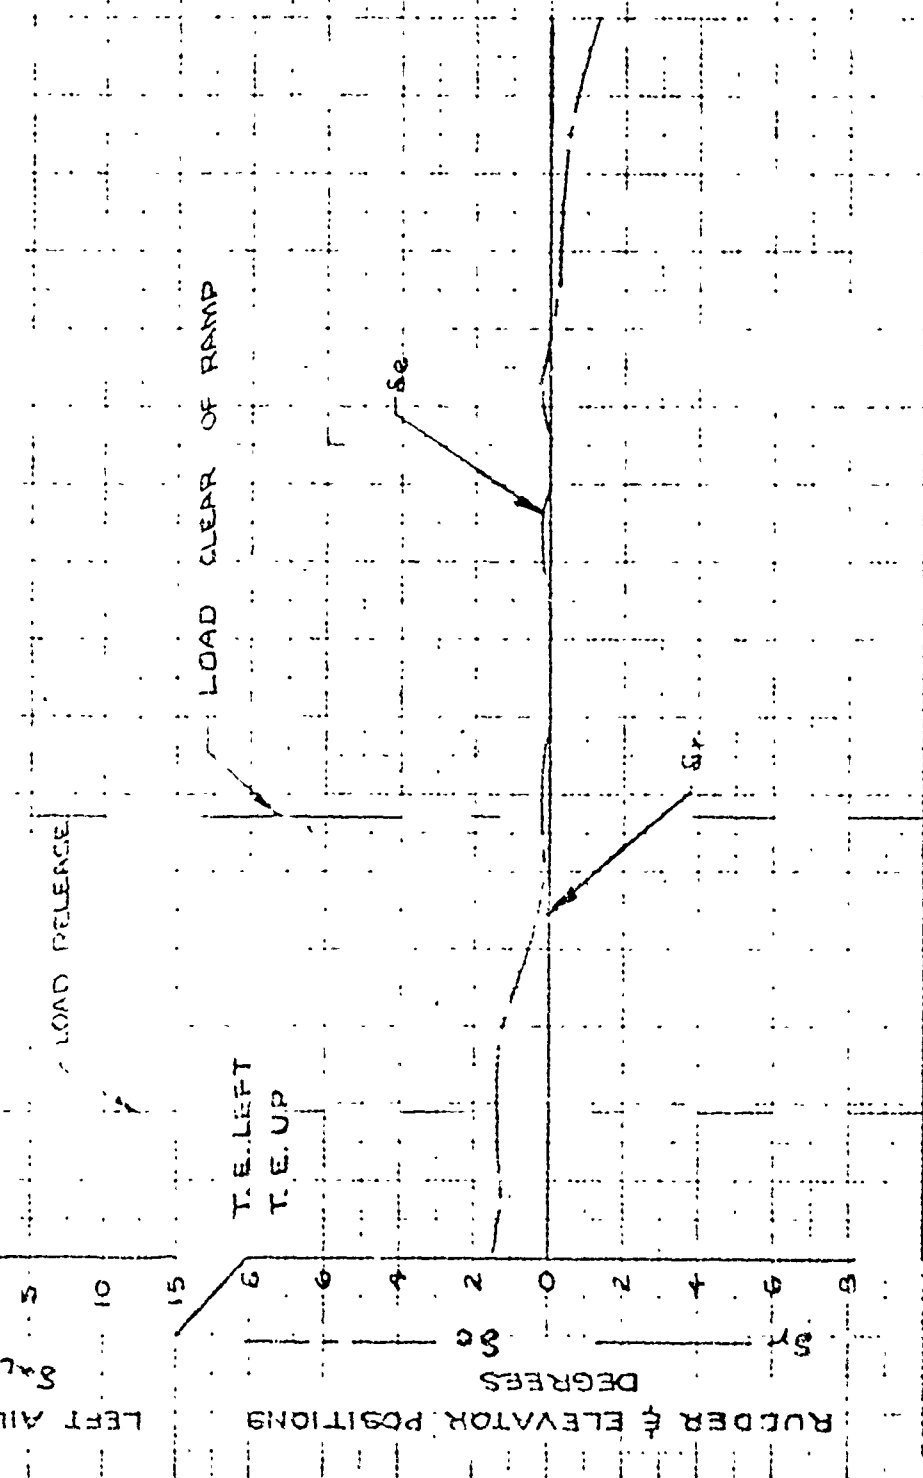 LOAD RELEASE
LOAD CLEAR OF RAMP
T.E. LEFT
T.E. UP
δe
δr
5
10
15
8
6
4
2
0
2
4
6
8
δe
δr
DEGREES
RUDDER & ELEVATOR POSITIONS
LEFT AIL